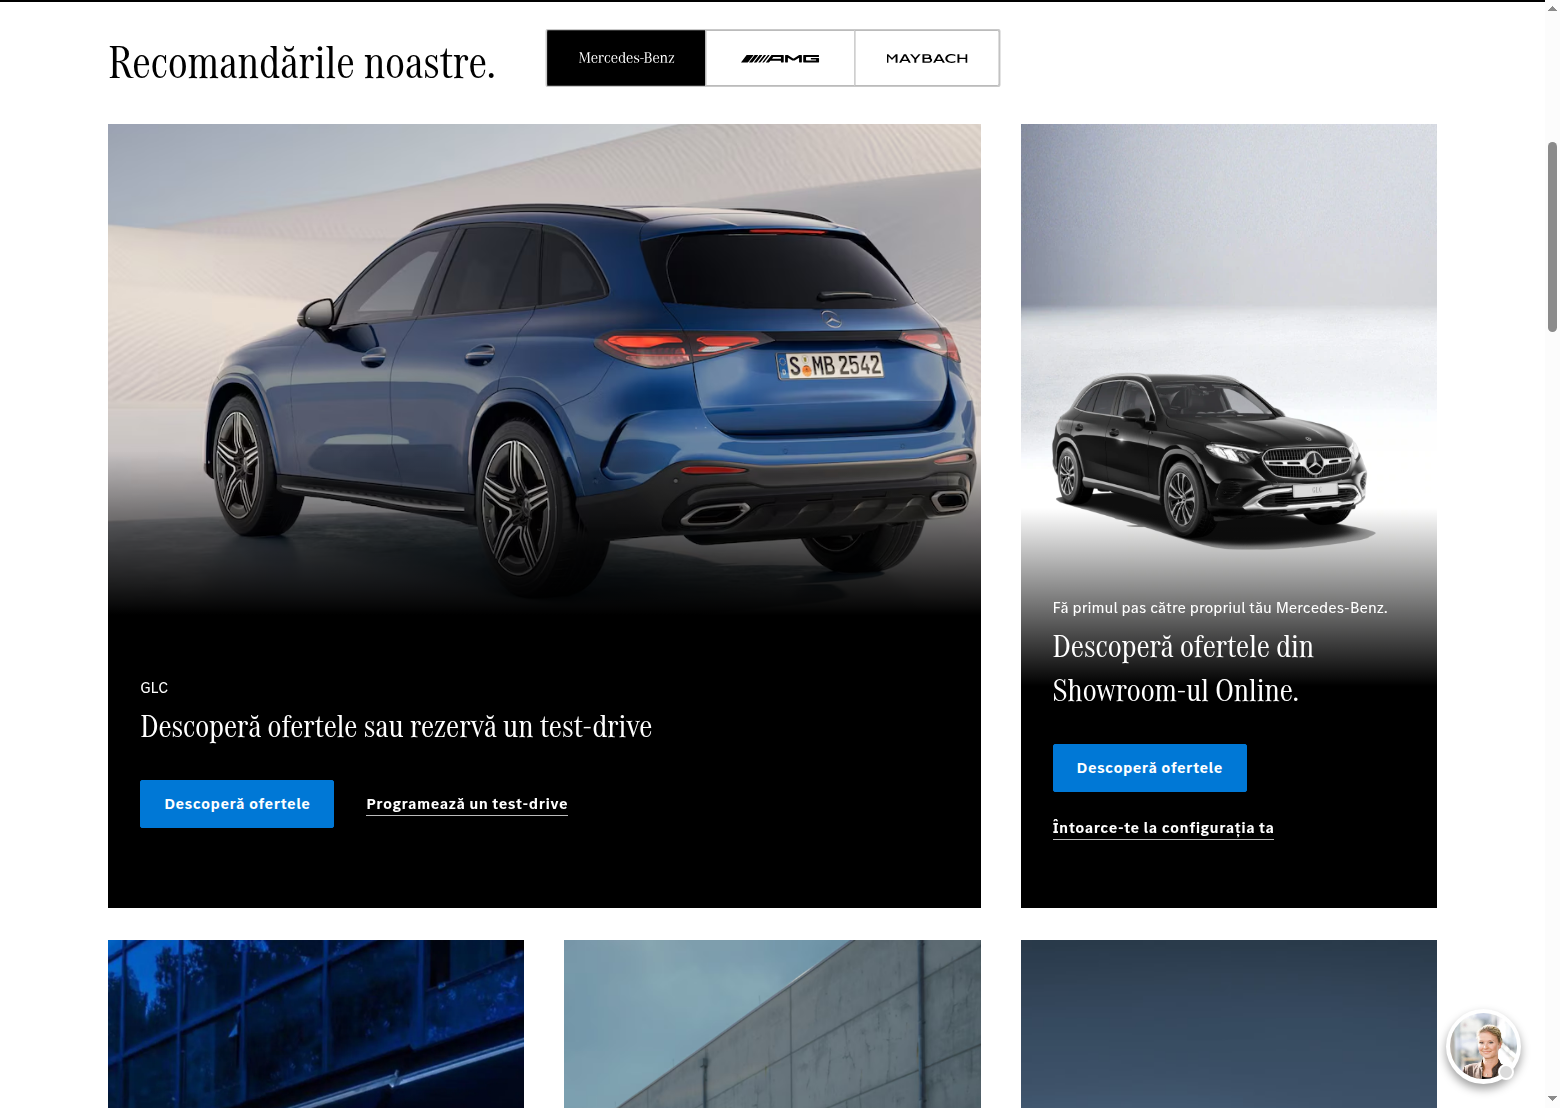 Recomandările noastre.
Mercedes-Benz
AMG
MAYBACH
S MB 2542
GLC
Descoperă ofertele sau rezervă un test-drive
Descoperă ofertele
Programează un test-drive
GLC
Fă primul pas către propriul tău Mercedes-Benz.
Descoperă ofertele din
Showroom-ul Online.
Descoperă ofertele
Întoarce-te la configurația ta